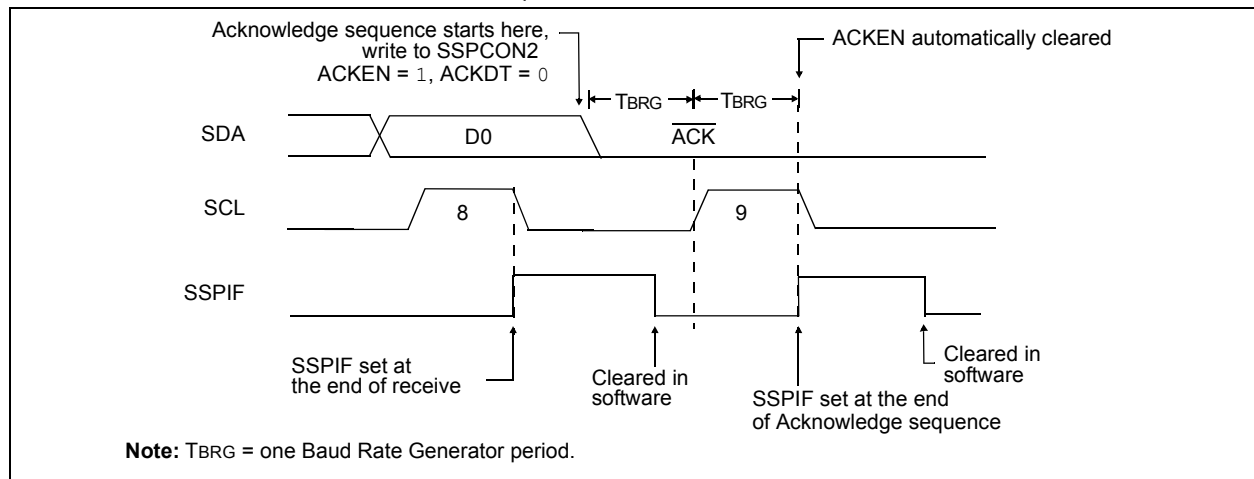 Acknowledge sequence starts here,
write to SSPCON2
ACKEN = 1, ACKDT = 0
ACKEN automatically cleared
TBRG
TBRG
SDA
D0
ACK
SCL
8
9
SSPIF
SSPIF set at
the end of receive
Cleared in
software
SSPIF set at the end
of Acknowledge sequence
Cleared in
software
Note: TBRG = one Baud Rate Generator period.